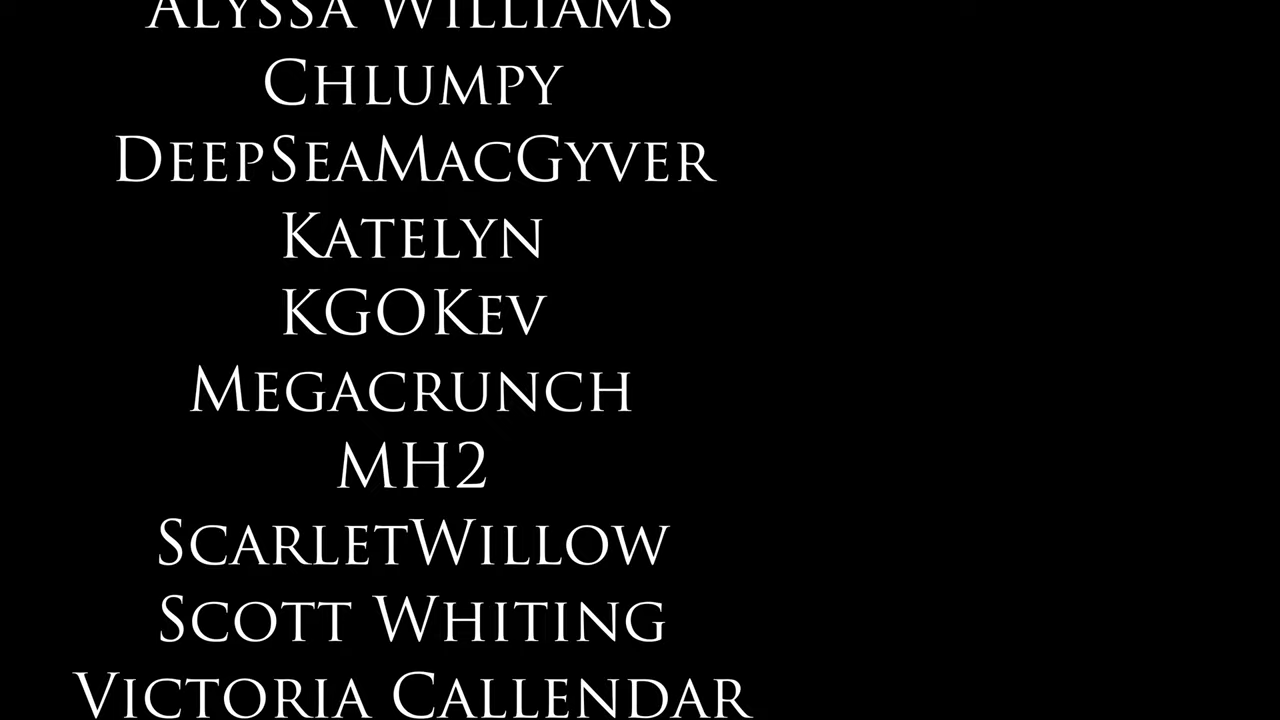 Alyssa Williams
Chlumpy
DeepSeaMacGyver
Katelyn
KGOKev
Megacrunch
MH2
ScarletWillow
Scott Whiting
Victoria Callendar